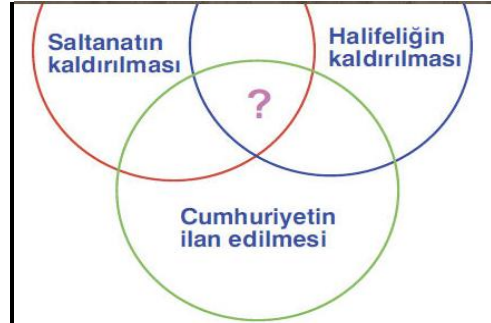 Saltanatın
kaldırılması
Halifeliğin
kaldırılması
?
Cumhuriyetin
ilan edilmesi